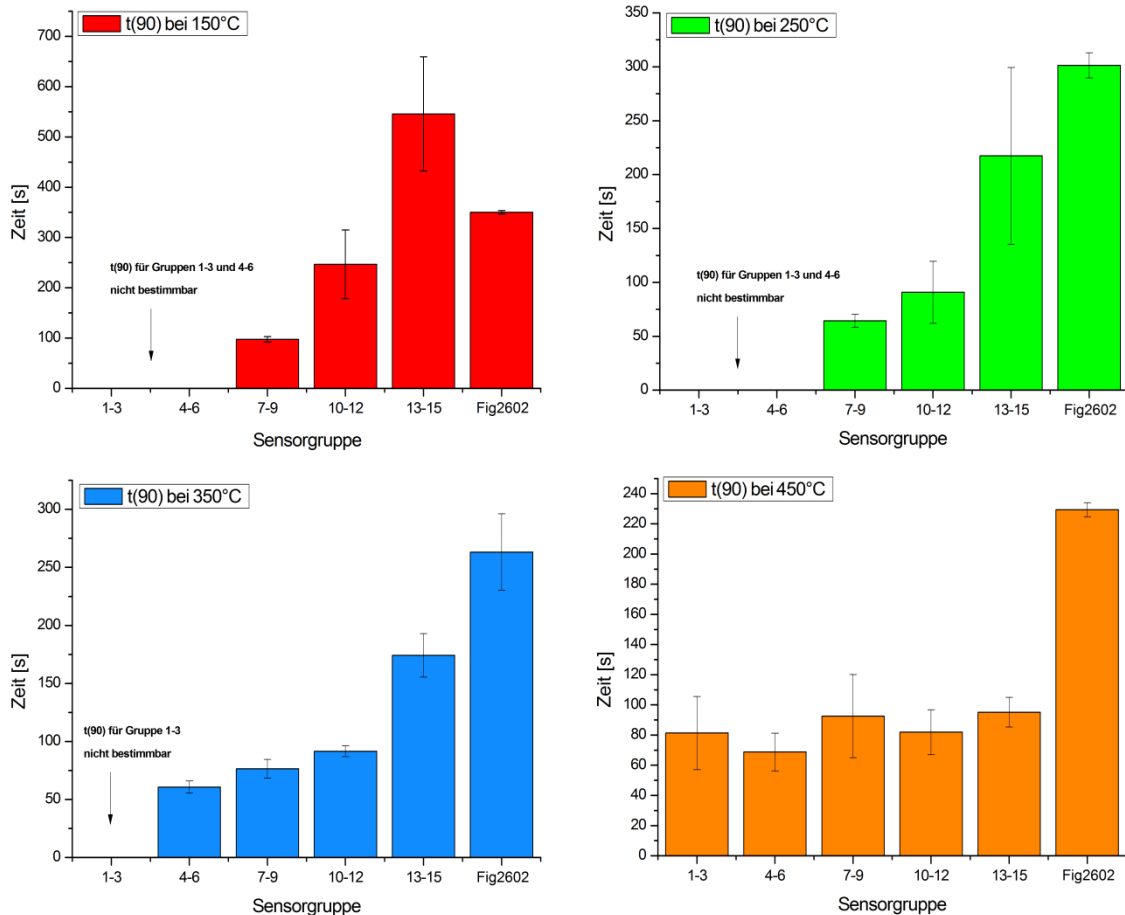 t(90) bei 150°C
700
600
500
400
300
200
100
0
Zeit [s]
t(90) für Gruppen 1-3 und 4-6
nicht bestimmbar
1-3 4-6 7-9 10-12 13-15 Fig2602
Sensorgruppe
t(90) bei 250°C
350
300
250
200
150
100
50
0
Zeit [s]
t(90) für Gruppen 1-3 und 4-6
nicht bestimmbar
1-3 4-6 7-9 10-12 13-15 Fig2602
Sensorgruppe
t(90) bei 350°C
300
250
200
150
100
50
0
Zeit [s]
t(90) für Gruppe 1-3
nicht bestimmbar
1-3 4-6 7-9 10-12 13-15 Fig2602
Sensorgruppe
t(90) bei 450°C
240
220
200
180
160
140
120
100
80
60
40
20
0
Zeit [s]
1-3 4-6 7-9 10-12 13-15 Fig2602
Sensorgruppe